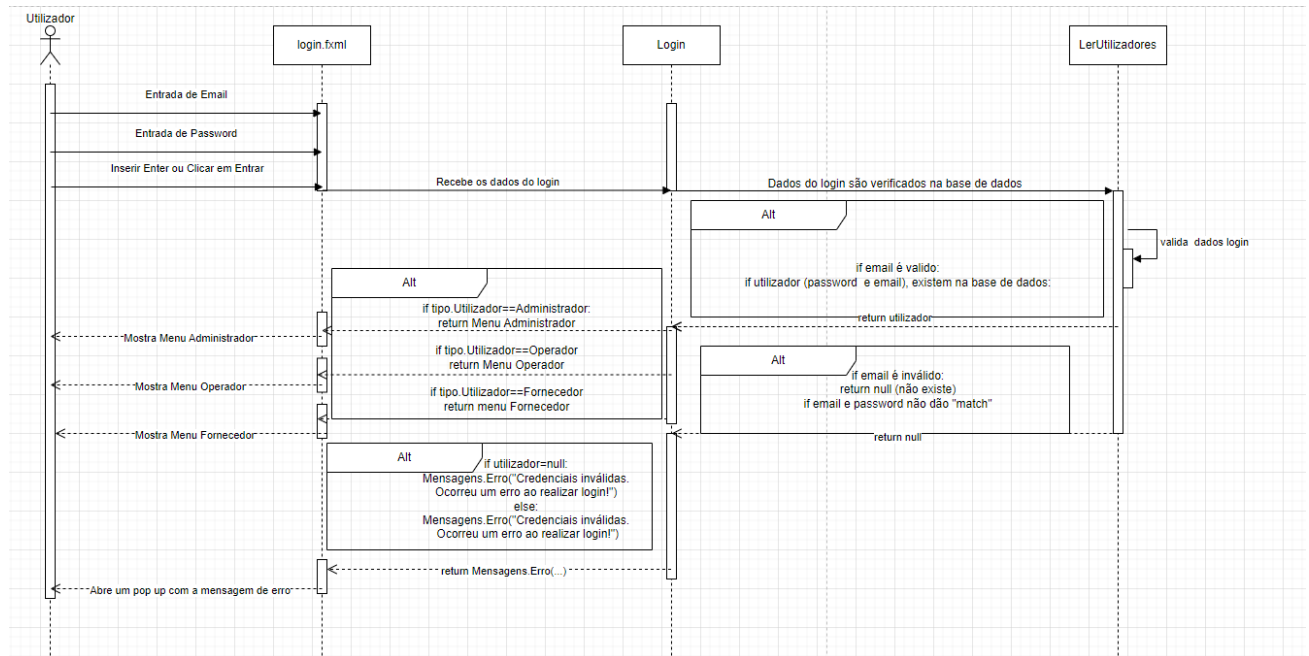 Utilizador
login.fxml
Login
LerUtilizadores
Entrada de Email
Entrada de Password
Inserir Enter ou Clicar em Entrar
Recebe os dados do login
Dados do login são verificados na base de dados
Alt
valida dados login
if email é valido:
if utilizador (password e email), existem na base de dados:
return utilizador
Alt
if tipo.Utilizador==Administrador:
return Menu Administrador
Mostra Menu Administrador
if tipo.Utilizador==Operador
return Menu Operador
Mostra Menu Operador
if tipo.Utilizador==Fornecedor
return menu Fornecedor
Mostra Menu Fornecedor
Alt
if email é inválido:
return null (não existe)
if email e password não dão "match"
return null
Alt
if utilizador=null:
Mensagens.Erro("Credenciais inválidas.
Ocorreu um erro ao realizar login!")
else:
Mensagens.Erro("Credenciais inválidas.
Ocorreu um erro ao realizar login!")
return Mensagens.Erro(...)
Abre um pop up com a mensagem de erro